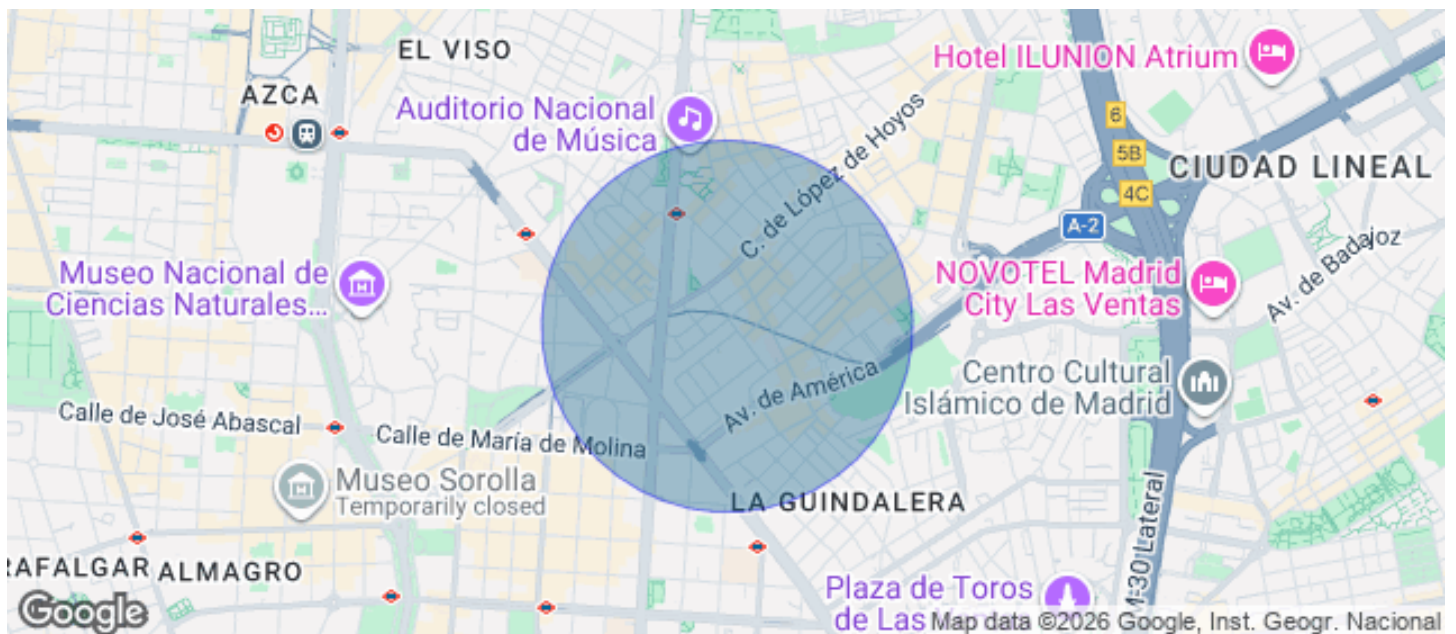 EL VISO
Hotel ILUNION Atrium
AZCA
Auditorio Nacional
de Música
6
5B
4C
C. de López de Hoyos
CIUDAD LINEAL
A-2
Museo Nacional de
Ciencias Naturales...
NOVOTEL Madrid
City Las Ventas
Av. de Badajoz
Centro Cultural
Islámico de Madrid
Av. de América
Calle de José Abascal
Calle de María de Molina
Museo Sorolla
Temporarily closed
LA GUINDALERA
M-30 Lateral
RAFALGAR
ALMAGRO
Plaza de Toros
de Las
Google
Map data ©2026 Google, Inst. Geogr. Nacional